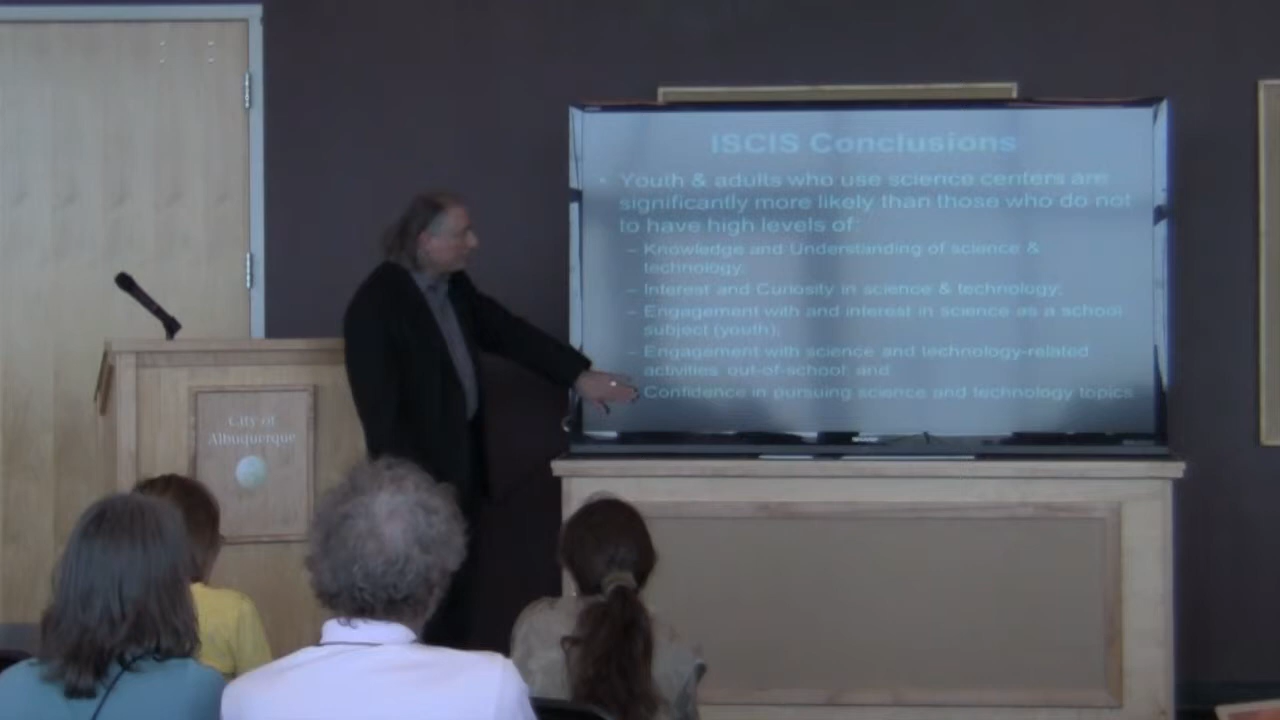 City of
Albuquerque
ISCIS Conclusions
• Youth & adults who use science centers are
significantly more likely than those who do not
to have high levels of:
– Knowledge and Understanding of science &
technology;
– Interest and Curiosity in science & technology;
– Engagement with and interest in science as a school
subject (youth);
– Engagement with science and technology-related
activities out-of-school; and
Confidence in pursuing science and technology topics